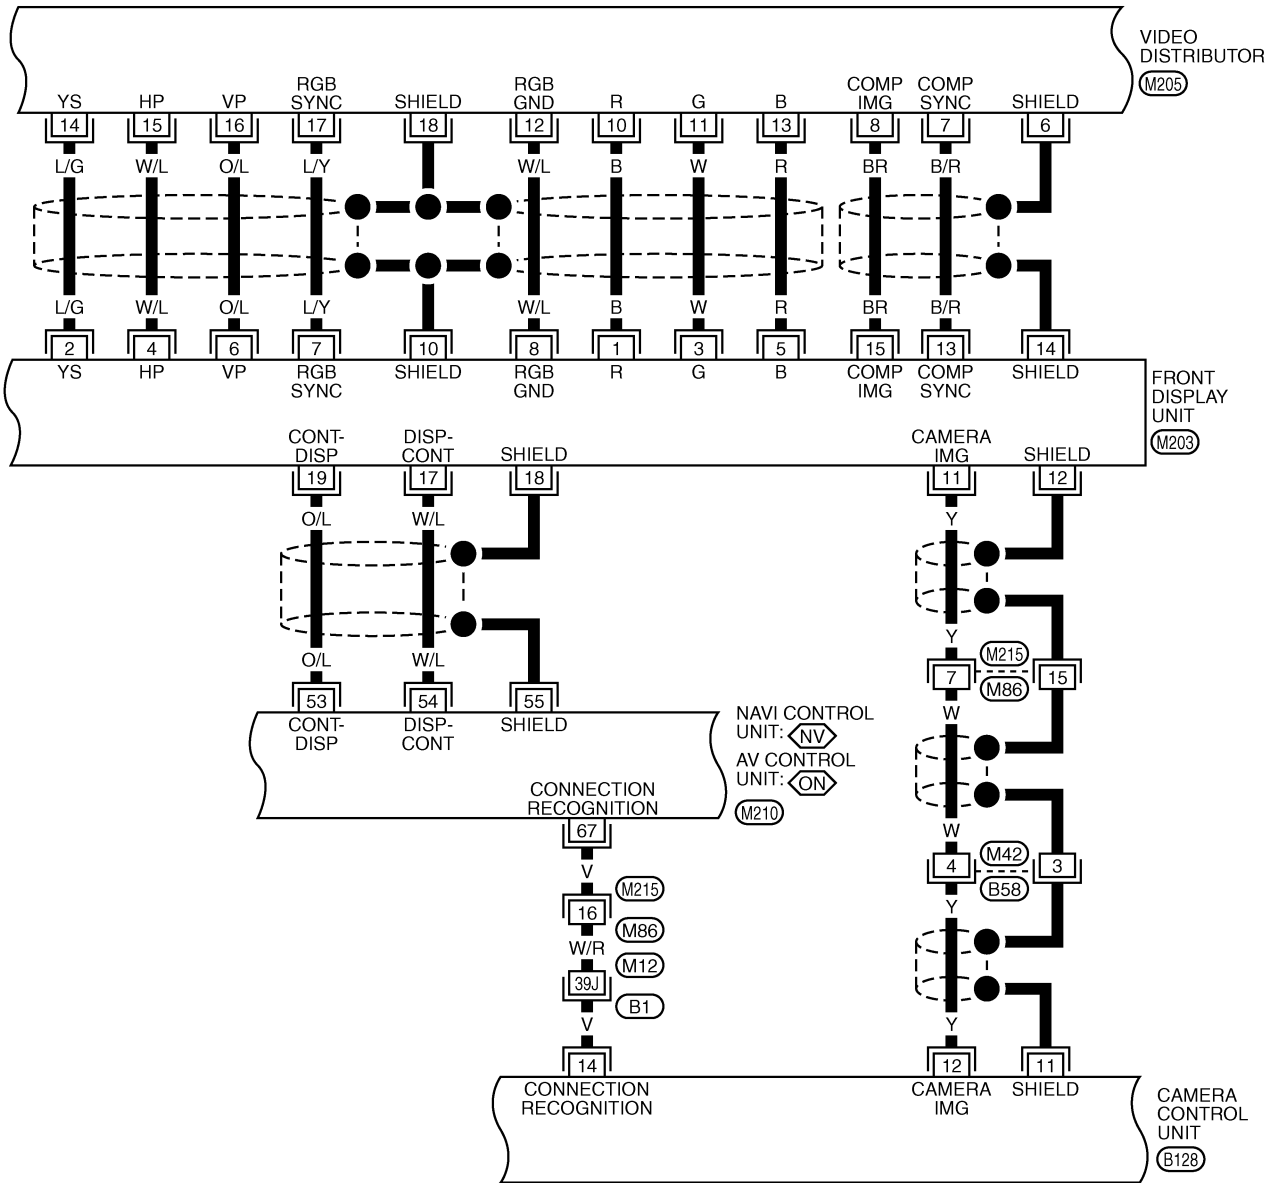 VIDEO
DISTRIBUTOR
M205
YS HP VP RGB SYNC SHIELD RGB GND R G B COMP IMG COMP SYNC SHIELD
14 15 16 17 18 12 10 11 13 8 7 6
L/G W/L O/L L/Y W/L B W R BR B/R
L/G W/L O/L L/Y W/L B W R BR B/R
2 4 6 7 10 8 1 3 5 15 13 14
YS HP VP RGB SYNC SHIELD RGB GND R G B COMP IMG COMP SYNC SHIELD
FRONT
DISPLAY
UNIT
M203
CONT-DISP DISP-CONT SHIELD CAMERA IMG SHIELD
19 17 18 11 12
O/L W/L Y
Y
O/L W/L
M215
7 15
M86
53 54 55
CONT-DISP DISP-CONT SHIELD
W
NAVI CONTROL
UNIT: NV
AV CONTROL
UNIT: ON
M210
CONNECTION
RECOGNITION
67
W
V
M42
4 3
B58
M215
16
M86
Y
W/R
M12
39J
B1
V
Y
14 12 11
CONNECTION RECOGNITION CAMERA IMG SHIELD
CAMERA
CONTROL
UNIT
B128